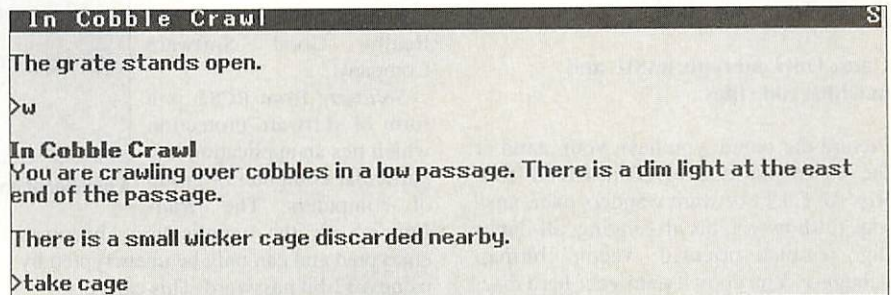 In Cobble Crawl S
The grate stands open.
>w
In Cobble Crawl
You are crawling over cobbles in a low passage. There is a dim light at the east
end of the passage.
There is a small wicker cage discarded nearby.
>take cage